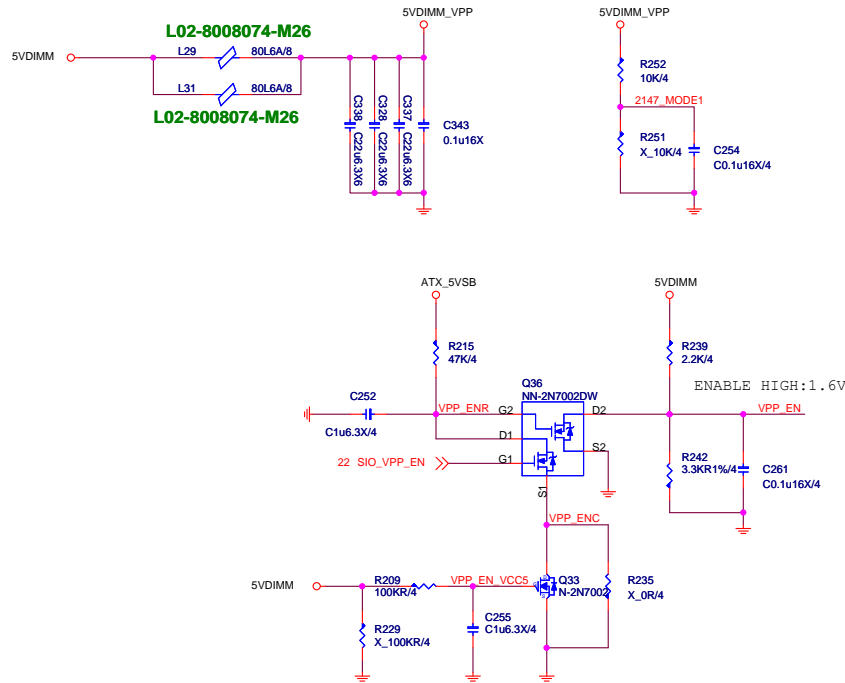 5VDIMM_VPP
5VDIMM_VPP
L02-8008074-M26
5VDIMM
L29
80L6A/8
L31
80L6A/8
L02-8008074-M26
C338
C22u6.3X6
C328
C22u6.3X6
C337
C22u6.3X6
C343
0.1u16X
R252
10K/4
2147_MODE1
R251
X_10K/4
C254
C0.1u16X/4
ATX_5VSB
5VDIMM
R215
47K/4
R239
2.2K/4
Q36
NN-2N7002DW
ENABLE HIGH:1.6V
C252
C1u6.3X/4
VPP_ENR
G2
D2
VPP_EN
D1
S2
22 SIO_VPP_EN
G1
S1
R242
3.3KR1%/4
C261
C0.1u16X/4
VPP_ENC
5VDIMM
R209
100KR/4
VPP_EN_VCC5
Q33
N-2N7002
R235
X_0R/4
R229
X_100KR/4
C255
C1u6.3X/4